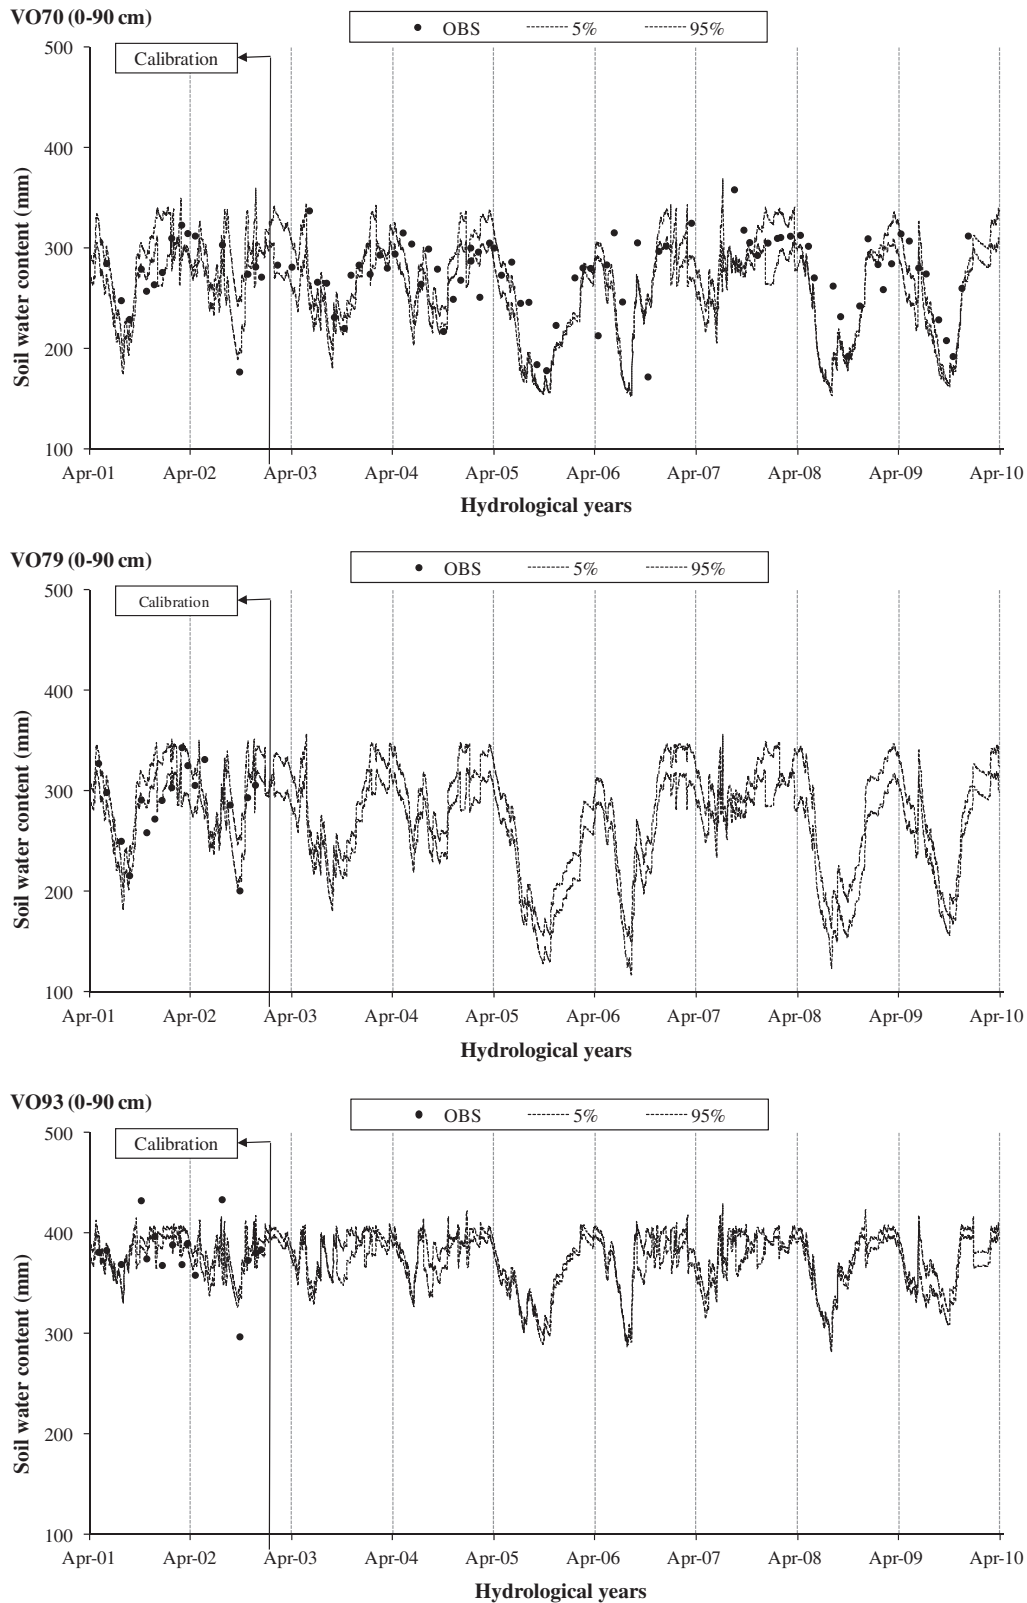 VO70 (0-90 cm)
OBS 5% 95%
500
Calibration
400
300
200
100
Soil water content (mm)
Apr-01 Apr-02 Apr-03 Apr-04 Apr-05 Apr-06 Apr-07 Apr-08 Apr-09 Apr-10
Hydrological years
VO79 (0-90 cm)
OBS 5% 95%
500
Calibration
400
300
200
100
Soil water content (mm)
Apr-01 Apr-02 Apr-03 Apr-04 Apr-05 Apr-06 Apr-07 Apr-08 Apr-09 Apr-10
Hydrological years
VO93 (0-90 cm)
OBS 5% 95%
500
Calibration
400
300
200
100
Soil water content (mm)
Apr-01 Apr-02 Apr-03 Apr-04 Apr-05 Apr-06 Apr-07 Apr-08 Apr-09 Apr-10
Hydrological years